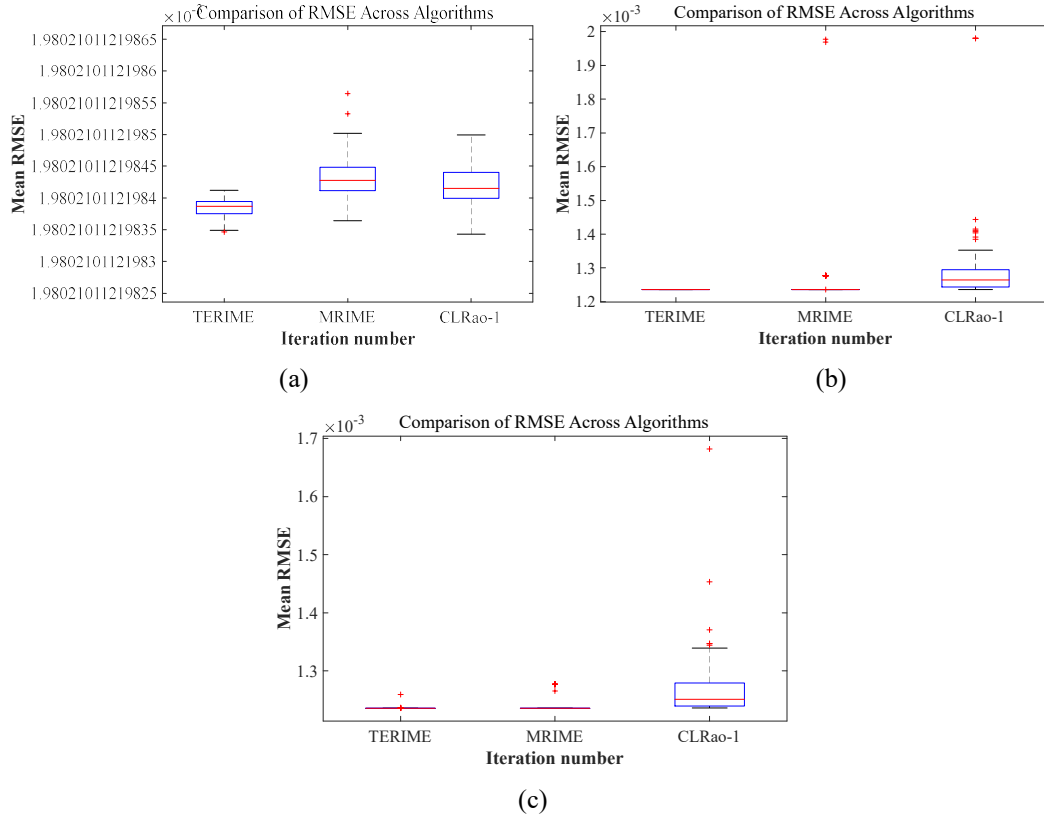 Comparison of RMSE Across Algorithms
1.98021011219865
1.9802101121986
1.98021011219855
1.9802101121985
1.98021011219845
1.9802101121984
1.98021011219835
1.9802101121983
1.98021011219825
Mean RMSE
TERIME MRIME CLRao-1
Iteration number
(a)
×10⁻³ Comparison of RMSE Across Algorithms
2
1.9
1.8
1.7
1.6
1.5
1.4
1.3
1.2
Mean RMSE
TERIME MRIME CLRao-1
Iteration number
(b)
×10⁻³ Comparison of RMSE Across Algorithms
1.7
1.6
1.5
1.4
1.3
Mean RMSE
TERIME MRIME CLRao-1
Iteration number
(c)